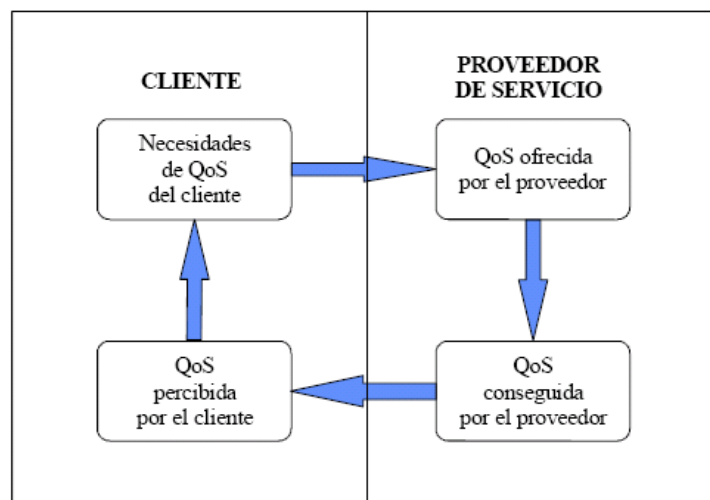 CLIENTE
PROVEEDOR
DE SERVICIO
Necesidades
de QoS
del cliente
QoS ofrecida
por el proveedor
QoS
percibida
por el cliente
QoS
conseguida
por el proveedor